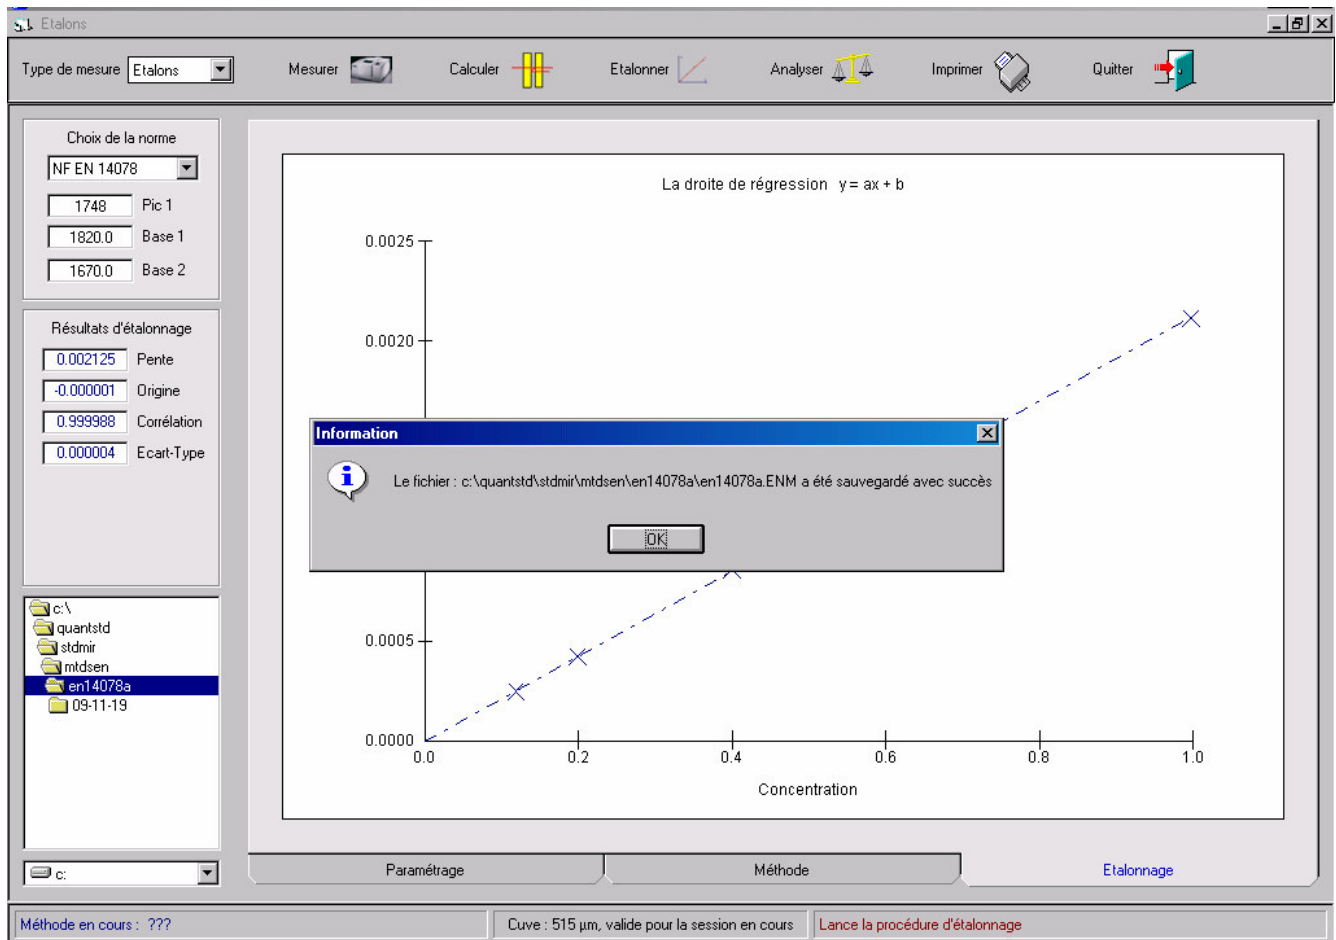 Etalons
Type de mesure Etalons Mesurer Calculer Etalonner Analyser Imprimer Quitter
Choix de la norme
NF EN 14078
1748 Pic 1
1820.0 Base 1
1670.0 Base 2
Résultats d'étalonnage
0.002125 Pente
-0.000001 Origine
0.999988 Corrélation
0.000004 Ecart-Type
c:\
quantstd
stdmir
mtdsen
en14078a
09-11-19
c:
La droite de régression y = ax + b
0.0025
0.0020
Information
Le fichier : c:\quantstd\stdmir\mtdsen\en14078a\en14078a.ENM a été sauvegardé avec succès
OK
0.0005
0.0000
0.0 0.2 0.4 0.6 0.8 1.0
Concentration
Paramétrage Méthode Etalonnage
Méthode en cours : ??? Cuve : 515 µm, valide pour la session en cours Lance la procédure d'étalonnage